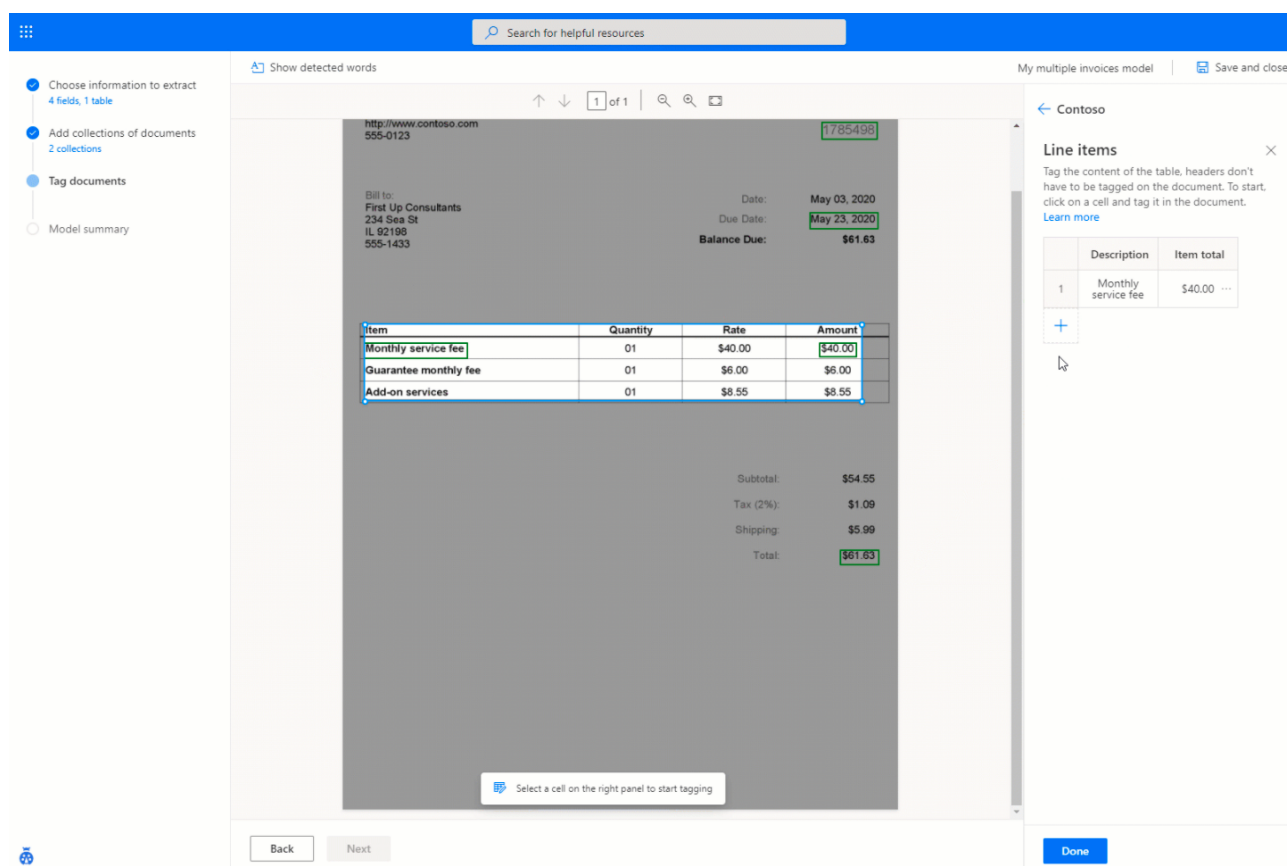 Search for helpful resources
Choose information to extract
4 fields, 1 table
Add collections of documents
2 collections
Tag documents
Model summary
Show detected words
My multiple invoices model
Save and close
1 of 1
http://www.contoso.com
555-0123
1785498
Bill to:
First Up Consultants
234 Sea St
IL 92198
555-1433
Date: May 03, 2020
Due Date: May 23, 2020
Balance Due: $61.63
Item Quantity Rate Amount
Monthly service fee 01 $40.00 $40.00
Guarantee monthly fee 01 $6.00 $6.00
Add-on services 01 $8.55 $8.55
Subtotal: $54.55
Tax (2%): $1.09
Shipping: $5.99
Total: $61.63
Select a cell on the right panel to start tagging
Back Next
Contoso
Line items
Tag the content of the table, headers don't
have to be tagged on the document. To start,
click on a cell and tag it in the document.
Learn more
Description Item total
1 Monthly service fee $40.00 ...
Done